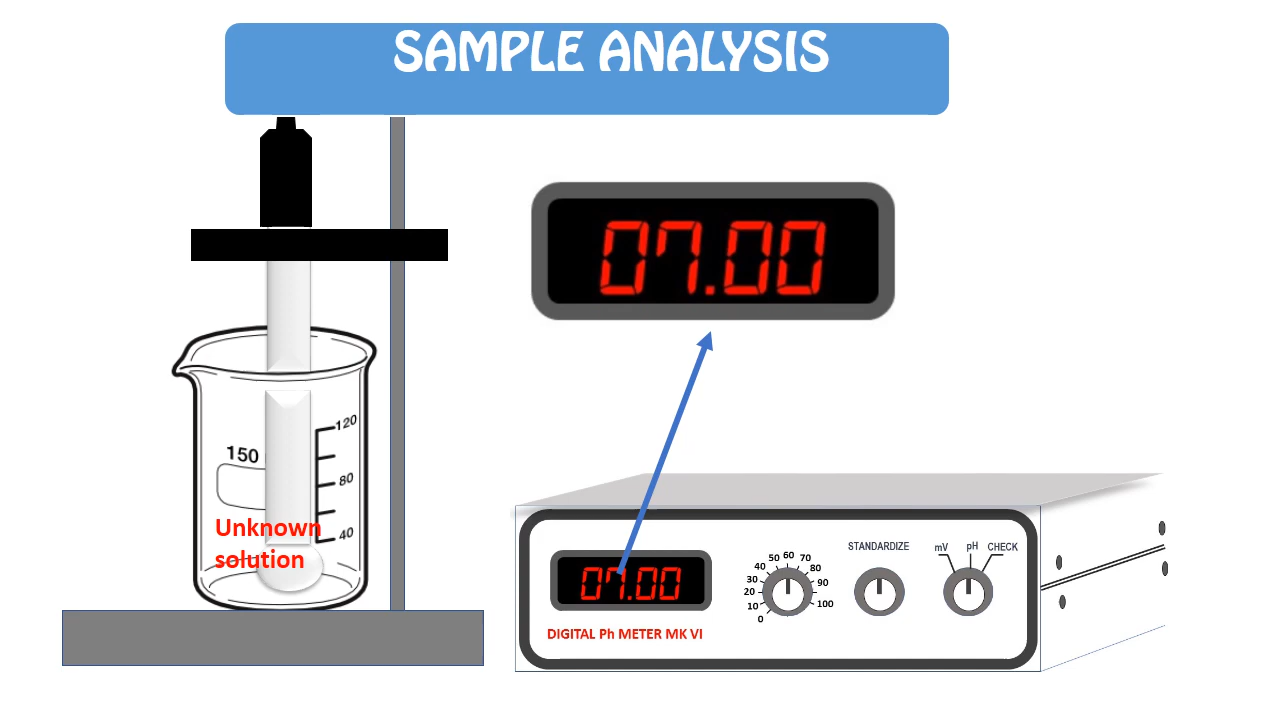 SAMPLE ANALYSIS
07.00
150
120
80
40
Unknown
solution
07.00
DIGITAL Ph METER MK VI
0
10
20
30
40
50
60
70
80
90
100
STANDARDIZE
mV
pH
CHECK